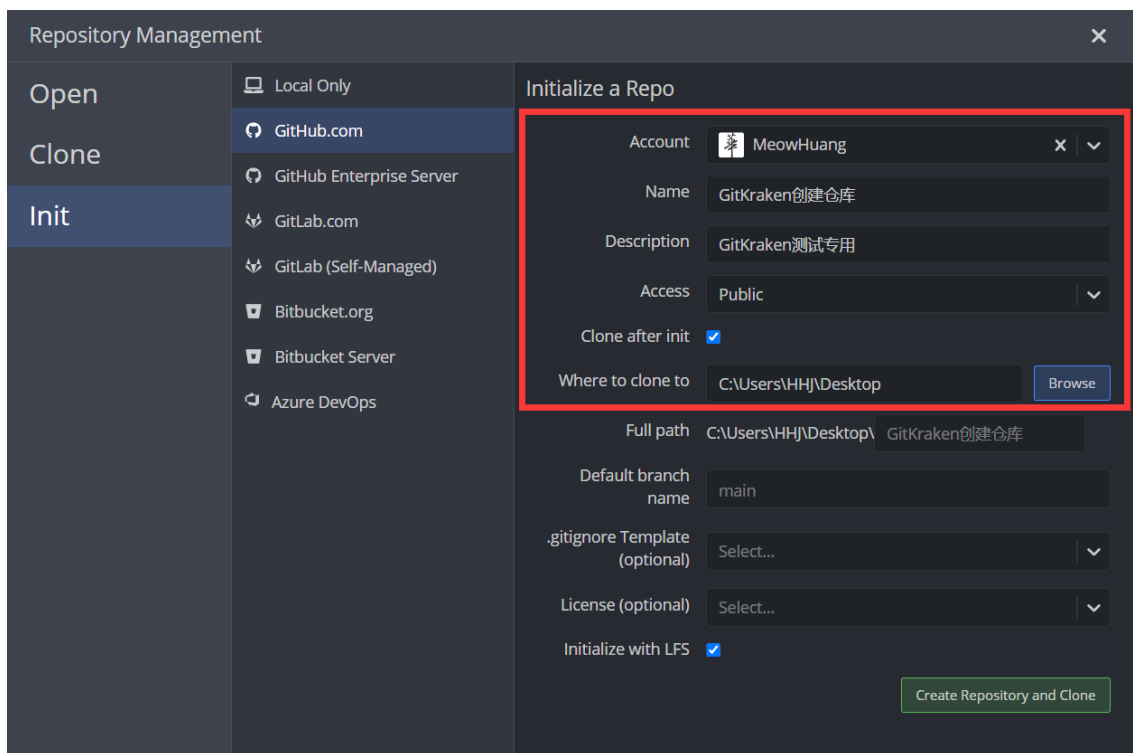 Repository Management
Open
Clone
Init
Local Only
GitHub.com
GitHub Enterprise Server
GitLab.com
GitLab (Self-Managed)
Bitbucket.org
Bitbucket Server
Azure DevOps
Initialize a Repo
Account MeowHuang
Name GitKraken创建仓库
Description GitKraken测试专用
Access Public
Clone after init
Where to clone to C:\Users\HHJ\Desktop Browse
Full path C:\Users\HHJ\Desktop\ GitKraken创建仓库
Default branch
name main
.gitignore Template
(optional) Select...
License (optional) Select...
Initialize with LFS
Create Repository and Clone